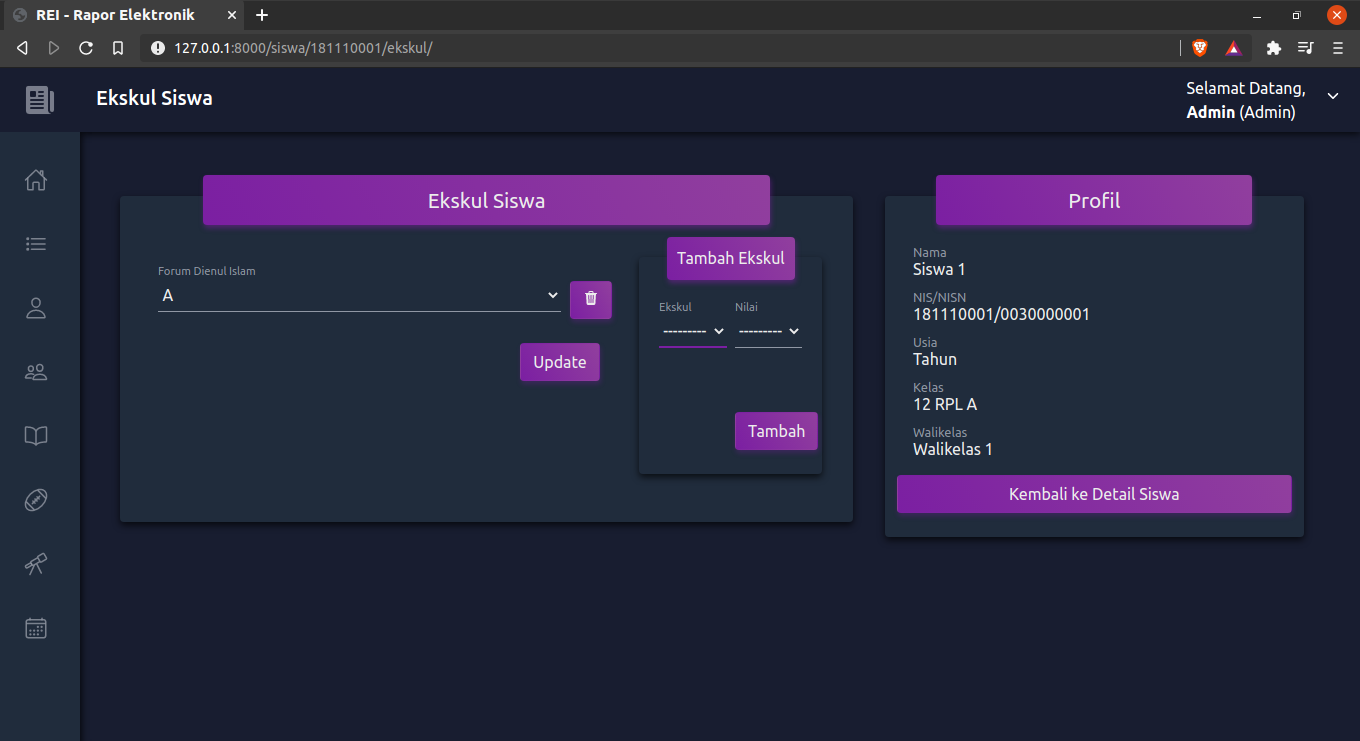 REI - Rapor Elektronik
127.0.0.1:8000/siswa/181110001/ekskul/
Ekskul Siswa
Selamat Datang,
Admin (Admin)
Ekskul Siswa
Forum Dienul Islam
A
Update
Tambah Ekskul
Ekskul
Nilai
---------
---------
Tambah
Profil
Nama
Siswa 1
NIS/NISN
181110001/0030000001
Usia
Tahun
Kelas
12 RPL A
Walikelas
Walikelas 1
Kembali ke Detail Siswa